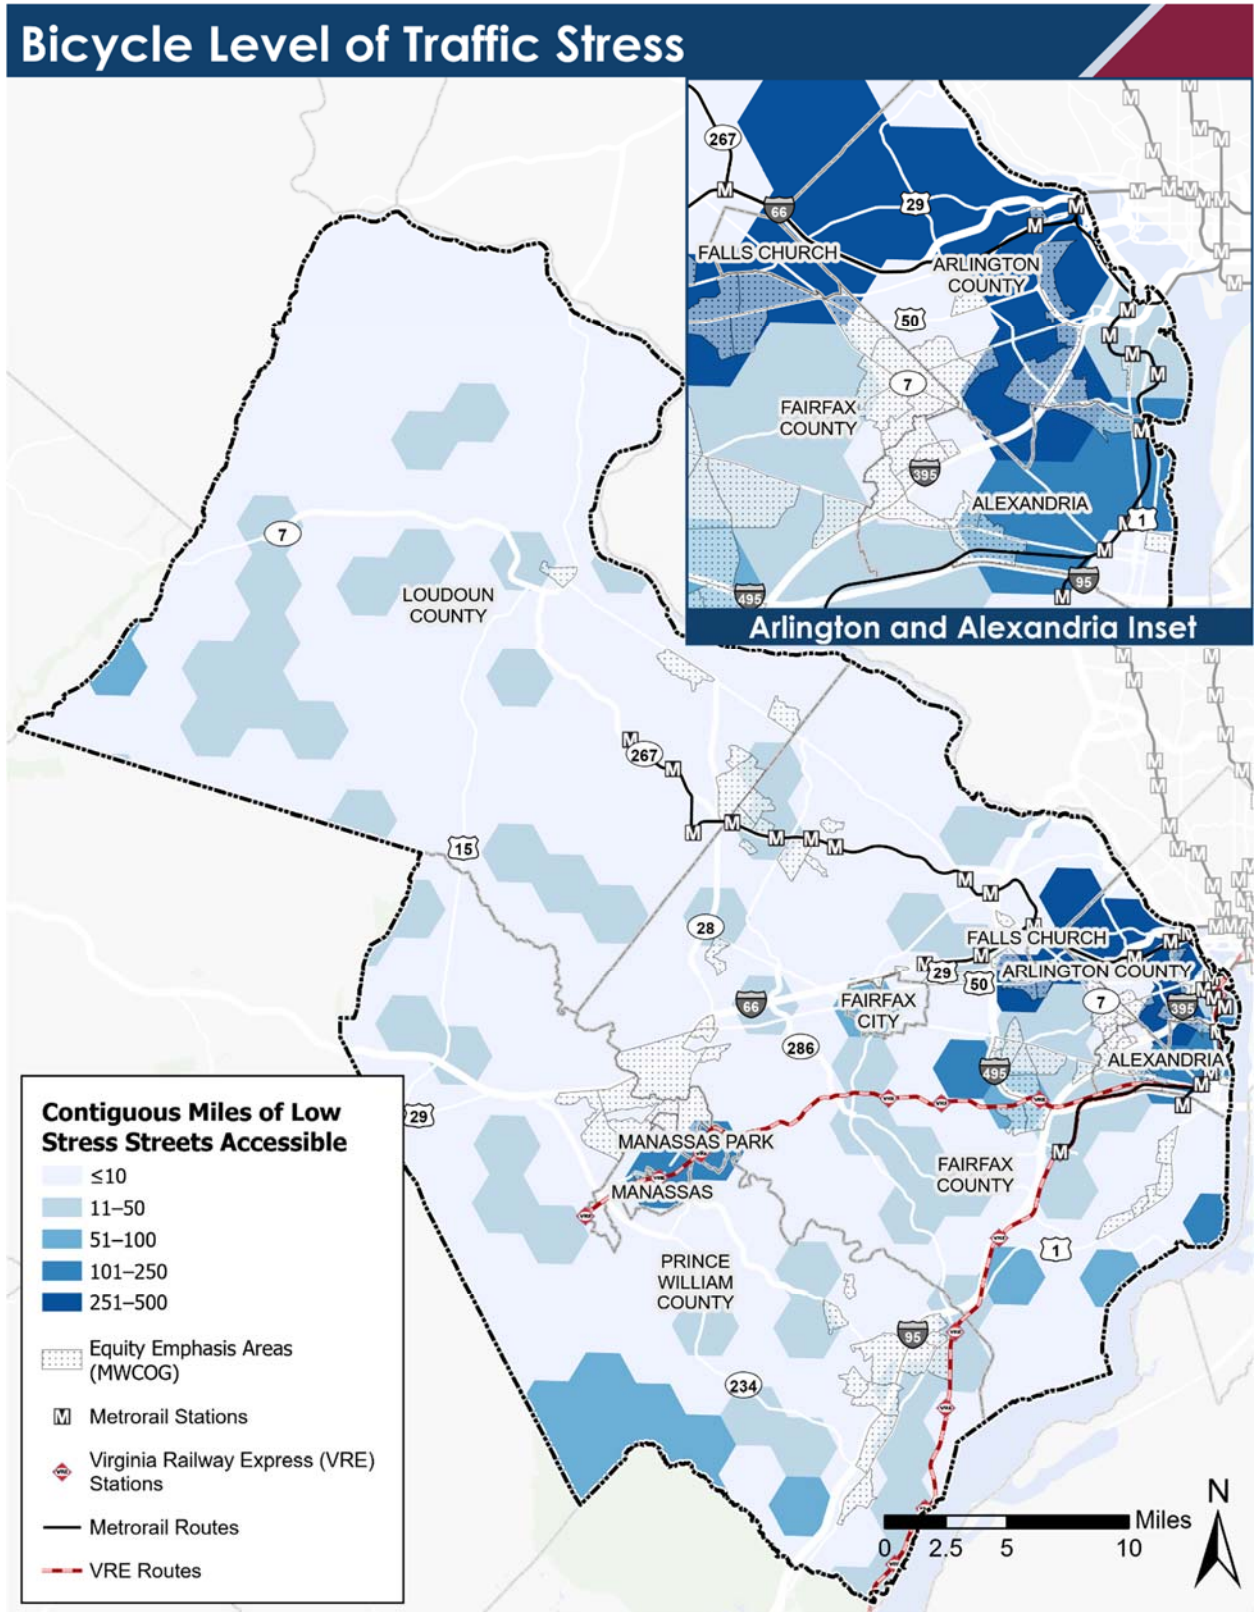 Bicycle Level of Traffic Stress
267
66
29
FALLS CHURCH
ARLINGTON
COUNTY
50
7
FAIRFAX
COUNTY
395
ALEXANDRIA
1
495
95
M
Arlington and Alexandria Inset
7
LOUDOUN
COUNTY
267
15
28
FALLS CHURCH
29
ARLINGTON COUNTY
50
66
FAIRFAX
CITY
7
395
286
ALEXANDRIA
495
29
MANASSAS PARK
MANASSAS
FAIRFAX
COUNTY
1
PRINCE
WILLIAM
COUNTY
95
234
Contiguous Miles of Low
Stress Streets Accessible
≤10
11–50
51–100
101–250
251–500
Equity Emphasis Areas
(MWCOG)
M Metrorail Stations
VRE Virginia Railway Express (VRE)
Stations
Metrorail Routes
VRE Routes
N
Miles
0 2.5 5 10